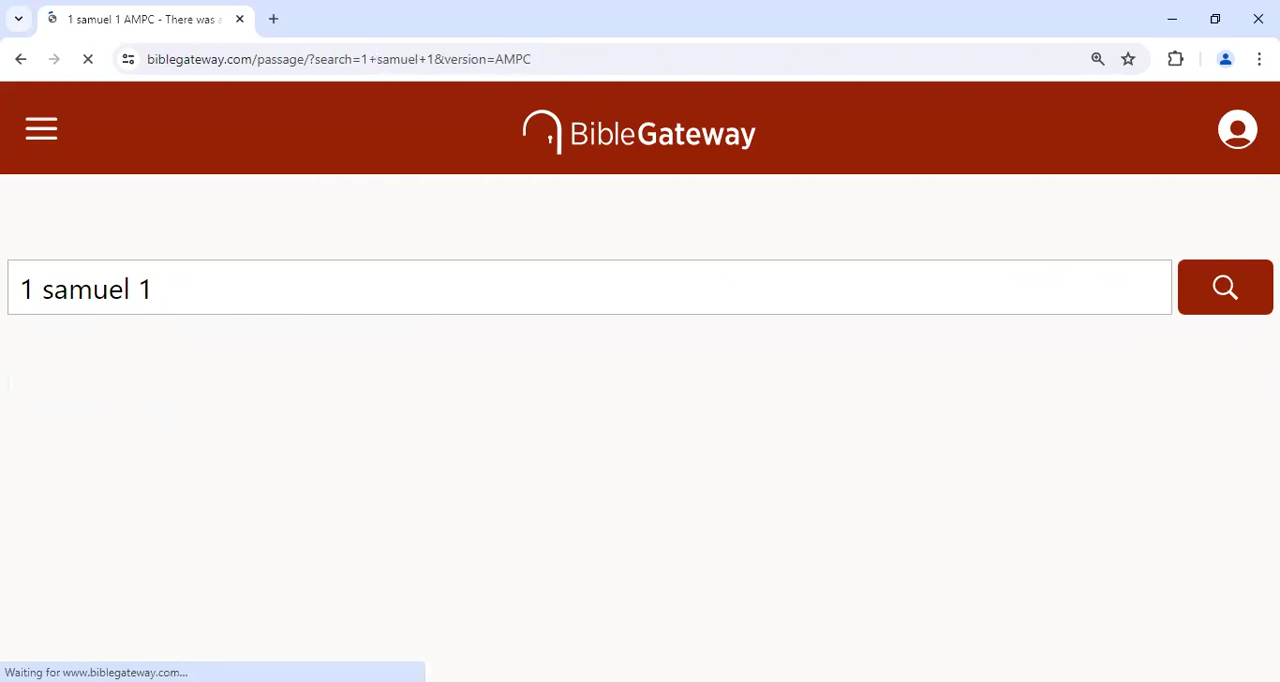 1 samuel 1 AMPC - There was a
biblegateway.com/passage/?search=1+samuel+1&version=AMPC
BibleGateway
1 samuel 1
Waiting for www.biblegateway.com...